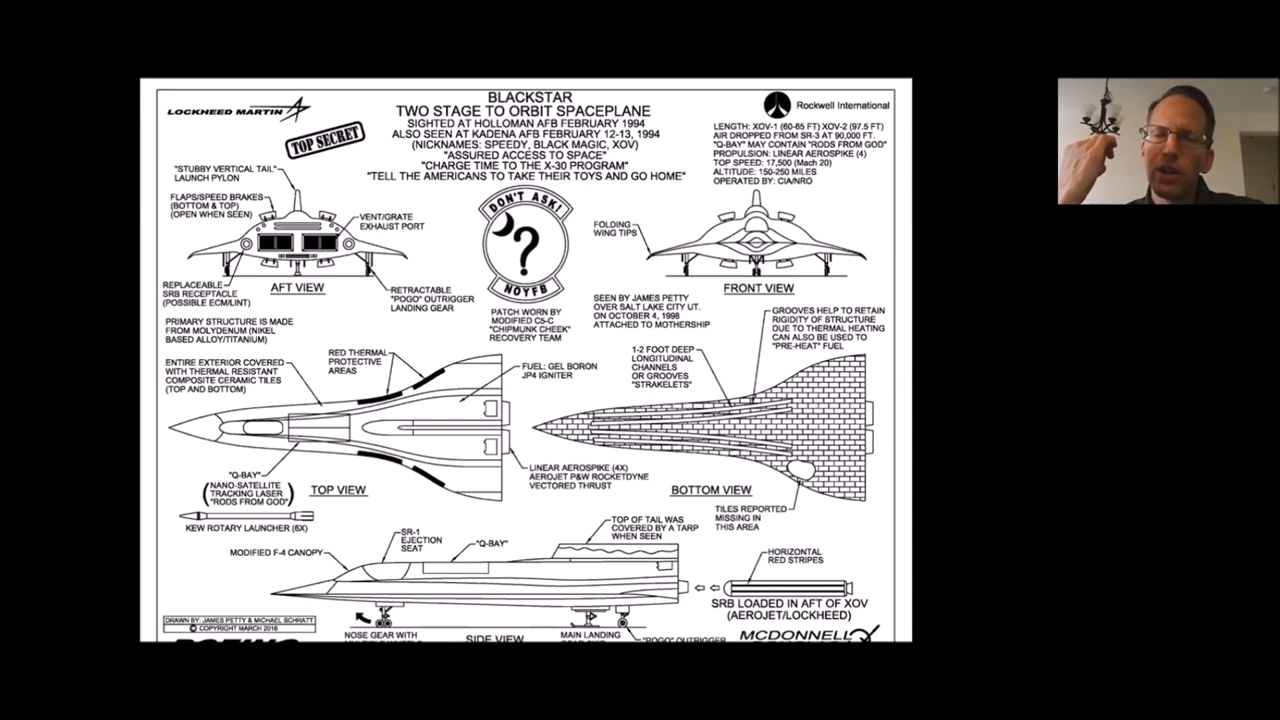 BLACKSTAR
TWO STAGE TO ORBIT SPACEPLANE
SIGHTED AT HOLLOMAN AFB FEBRUARY 1994
ALSO SEEN AT KADENA AFB FEBRUARY 12-13, 1994
(NICKNAMES: SPEEDY, BLACK MAGIC, XOV)
"ASSURED ACCESS TO SPACE"
"CHARGE TIME TO THE X-30 PROGRAM"
"TELL THE AMERICANS TO TAKE THEIR TOYS AND GO HOME"
LOCKHEED MARTIN
TOP SECRET
Rockwell International
LENGTH: XOV-1 (60-65 FT) XOV-2 (97.5 FT)
AIR DROPPED FROM SR-3 AT 90,000 FT.
"Q-BAY" MAY CONTAIN "RODS FROM GOD"
PROPULSION: LINEAR AEROSPIKE (4)
TOP SPEED: 17,500 (Mach 20)
ALTITUDE: 150-250 MILES
OPERATED BY: CIA/NRO
"STUBBY VERTICAL TAIL"
LAUNCH PYLON
FLAPS/SPEED BRAKES
(BOTTOM & TOP)
(OPEN WHEN SEEN)
VENT/GRATE
EXHAUST PORT
REPLACEABLE
SRB RECEPTACLE
(POSSIBLE ECM/LINT)
AFT VIEW
RETRACTABLE
"POGO" OUTRIGGER
LANDING GEAR
DON'T ASK!
?
NOYFB
PATCH WORN BY
MODIFIED C5-C
"CHIPMUNK CHEEK"
RECOVERY TEAM
FOLDING
WING TIPS
FRONT VIEW
SEEN BY JAMES PETTY
OVER SALT LAKE CITY UT.
ON OCTOBER 4, 1998
ATTACHED TO MOTHERSHIP
GROOVES HELP TO RETAIN
RIGIDITY OF STRUCTURE
DUE TO THERMAL HEATING
CAN ALSO BE USED TO
"PRE-HEAT" FUEL
PRIMARY STRUCTURE IS MADE
FROM MOLYDENUM (NIKEL
BASED ALLOY/TITANIUM)
ENTIRE EXTERIOR COVERED
WITH THERMAL RESISTANT
COMPOSITE CERAMIC TILES
(TOP AND BOTTOM)
RED THERMAL
PROTECTIVE
AREAS
FUEL: GEL BORON
JP4 IGNITER
1-2 FOOT DEEP
LONGITUDINAL
CHANNELS
OR GROOVES
"STRAKELETS"
"Q-BAY"
(NANO-SATELLITE
TRACKING LASER
"RODS FROM GOD")
TOP VIEW
LINEAR AEROSPIKE (4X)
AEROJET P&W ROCKETDYNE
VECTORED THRUST
BOTTOM VIEW
TILES REPORTED
MISSING IN
THIS AREA
KEW ROTARY LAUNCHER (6X)
MODIFIED F-4 CANOPY
SR-1
EJECTION
SEAT
"Q-BAY"
TOP OF TAIL WAS
COVERED BY A TARP
WHEN SEEN
HORIZONTAL
RED STRIPES
SRB LOADED IN AFT OF XOV
(AEROJET/LOCKHEED)
DRAWN BY: JAMES PETTY & MICHAEL SCHRATT
© COPYRIGHT MARCH 2016
NOSE GEAR WITH
SIDE VIEW
MAIN LANDING
"POGO" OUTRIGGER
MCDONNELL
BOEING